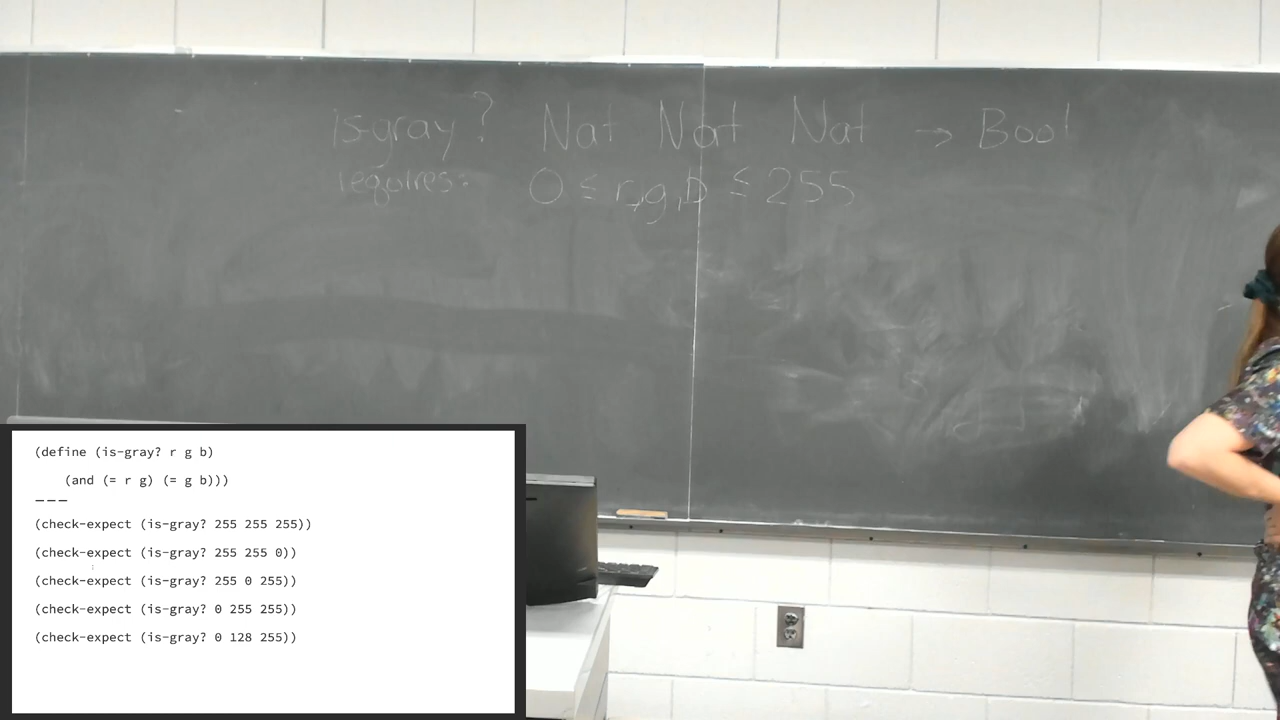 is-gray? Nat Nat Nat → Bool
requires: 0 ≤ r,g,b ≤ 255
(define (is-gray? r g b)
(and (= r g) (= g b)))
———
(check-expect (is-gray? 255 255 255))
(check-expect (is-gray? 255 255 0))
(check-expect (is-gray? 255 0 255))
(check-expect (is-gray? 0 255 255))
(check-expect (is-gray? 0 128 255))